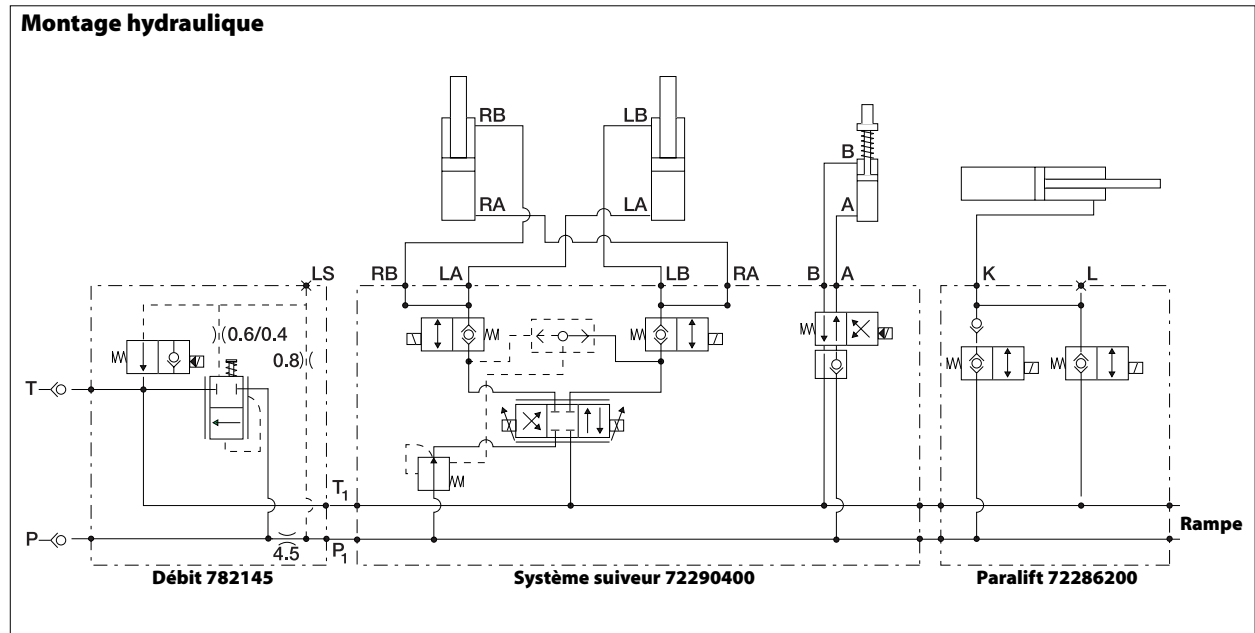 Montage hydraulique
RB
LB
B
RA
LA
A
LS
RB
LA
LB
RA
B
A
K
L
0.6/0.4
0.8
T
T1
P
4.5
P1
Rampe
Débit 782145
Système suiveur 72290400
Paralift 72286200